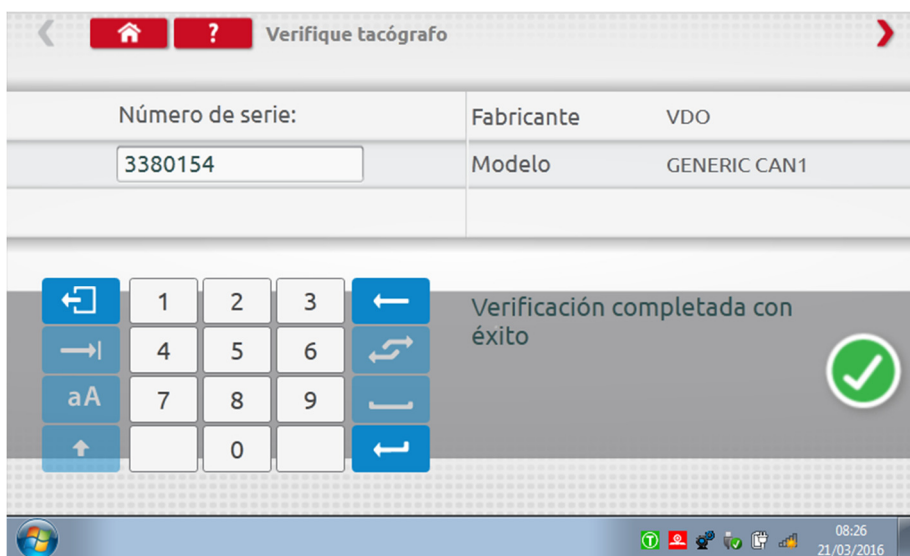 ? Verifique tacógrafo
Número de serie:
Fabricante VDO
3380154
Modelo GENERIC CAN1
1 2 3
4 5 6
aA 7 8 9
0
Verificación completada con
éxito
08:26
21/03/2016